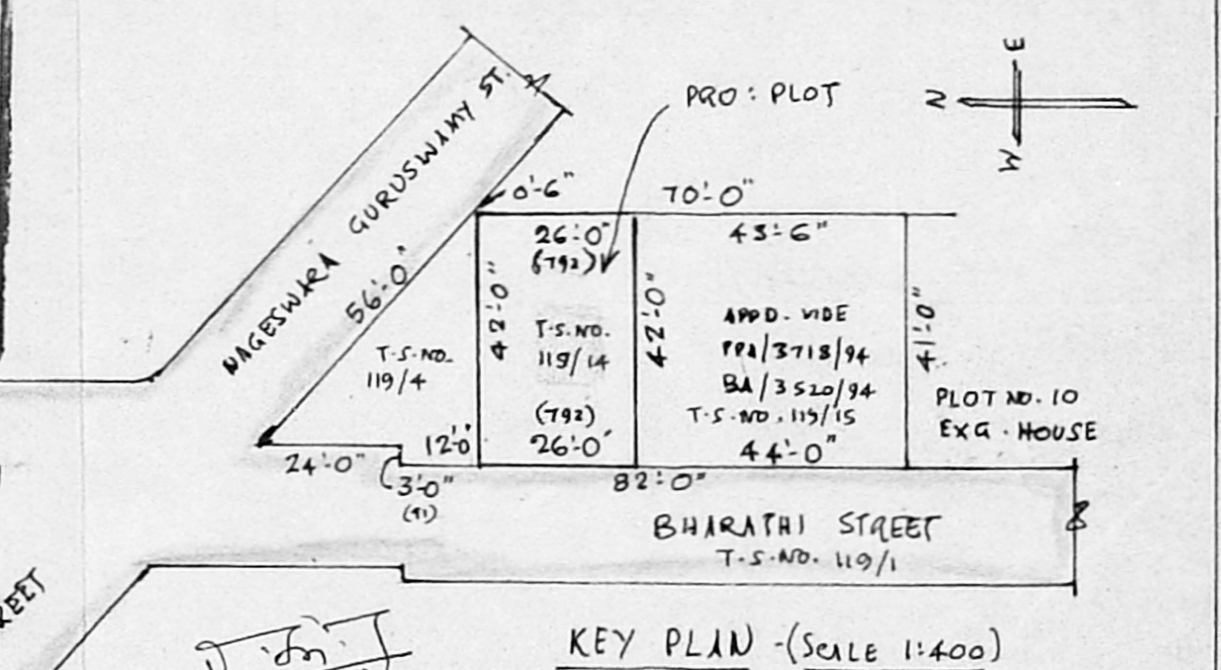 E
N
W
NAGESWARA GURUSWAMY ST.
PRO: PLOT
0'-6"
70'-0"
26'-0"
(792)
43'-6"
56'-0"
42'-0"
42'-0"
41'-0"
T.S.NO.
119/4
T.S.NO.
119/14
APPD. VIDE
PPA/3718/94
BA/3520/94
T.S.NO. 119/15
PLOT NO. 10
EXG. HOUSE
(792)
12'-0"
26'-0"
44'-0"
24'-0"
3'-0"
(91)
82'-0"
BHARATHI STREET
T.S.NO. 119/1
REET
KEY PLAN -(SCALE 1:400)